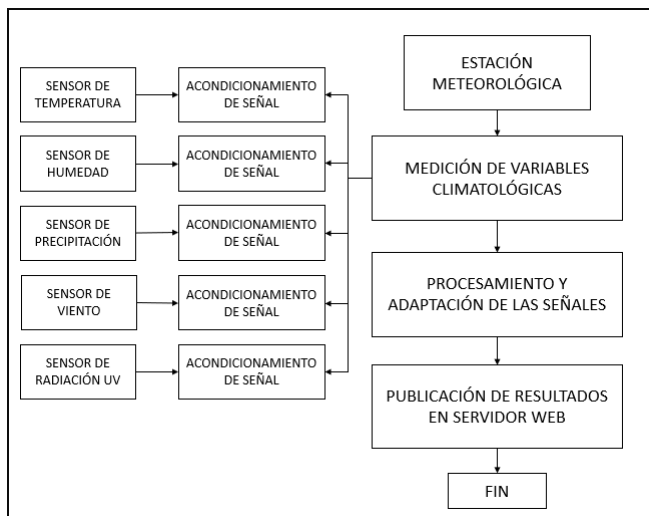 SENSOR DE
TEMPERATURA
ACONDICIONAMIENTO
DE SEÑAL
SENSOR DE
HUMEDAD
ACONDICIONAMIENTO
DE SEÑAL
SENSOR DE
PRECIPITACIÓN
ACONDICIONAMIENTO
DE SEÑAL
SENSOR DE
VIENTO
ACONDICIONAMIENTO
DE SEÑAL
SENSOR DE
RADIACIÓN UV
ACONDICIONAMIENTO
DE SEÑAL
ESTACIÓN
METEOROLÓGICA
MEDICIÓN DE VARIABLES
CLIMATOLÓGICAS
PROCESAMIENTO Y
ADAPTACIÓN DE LAS SEÑALES
PUBLICACIÓN DE RESULTADOS
EN SERVIDOR WEB
FIN